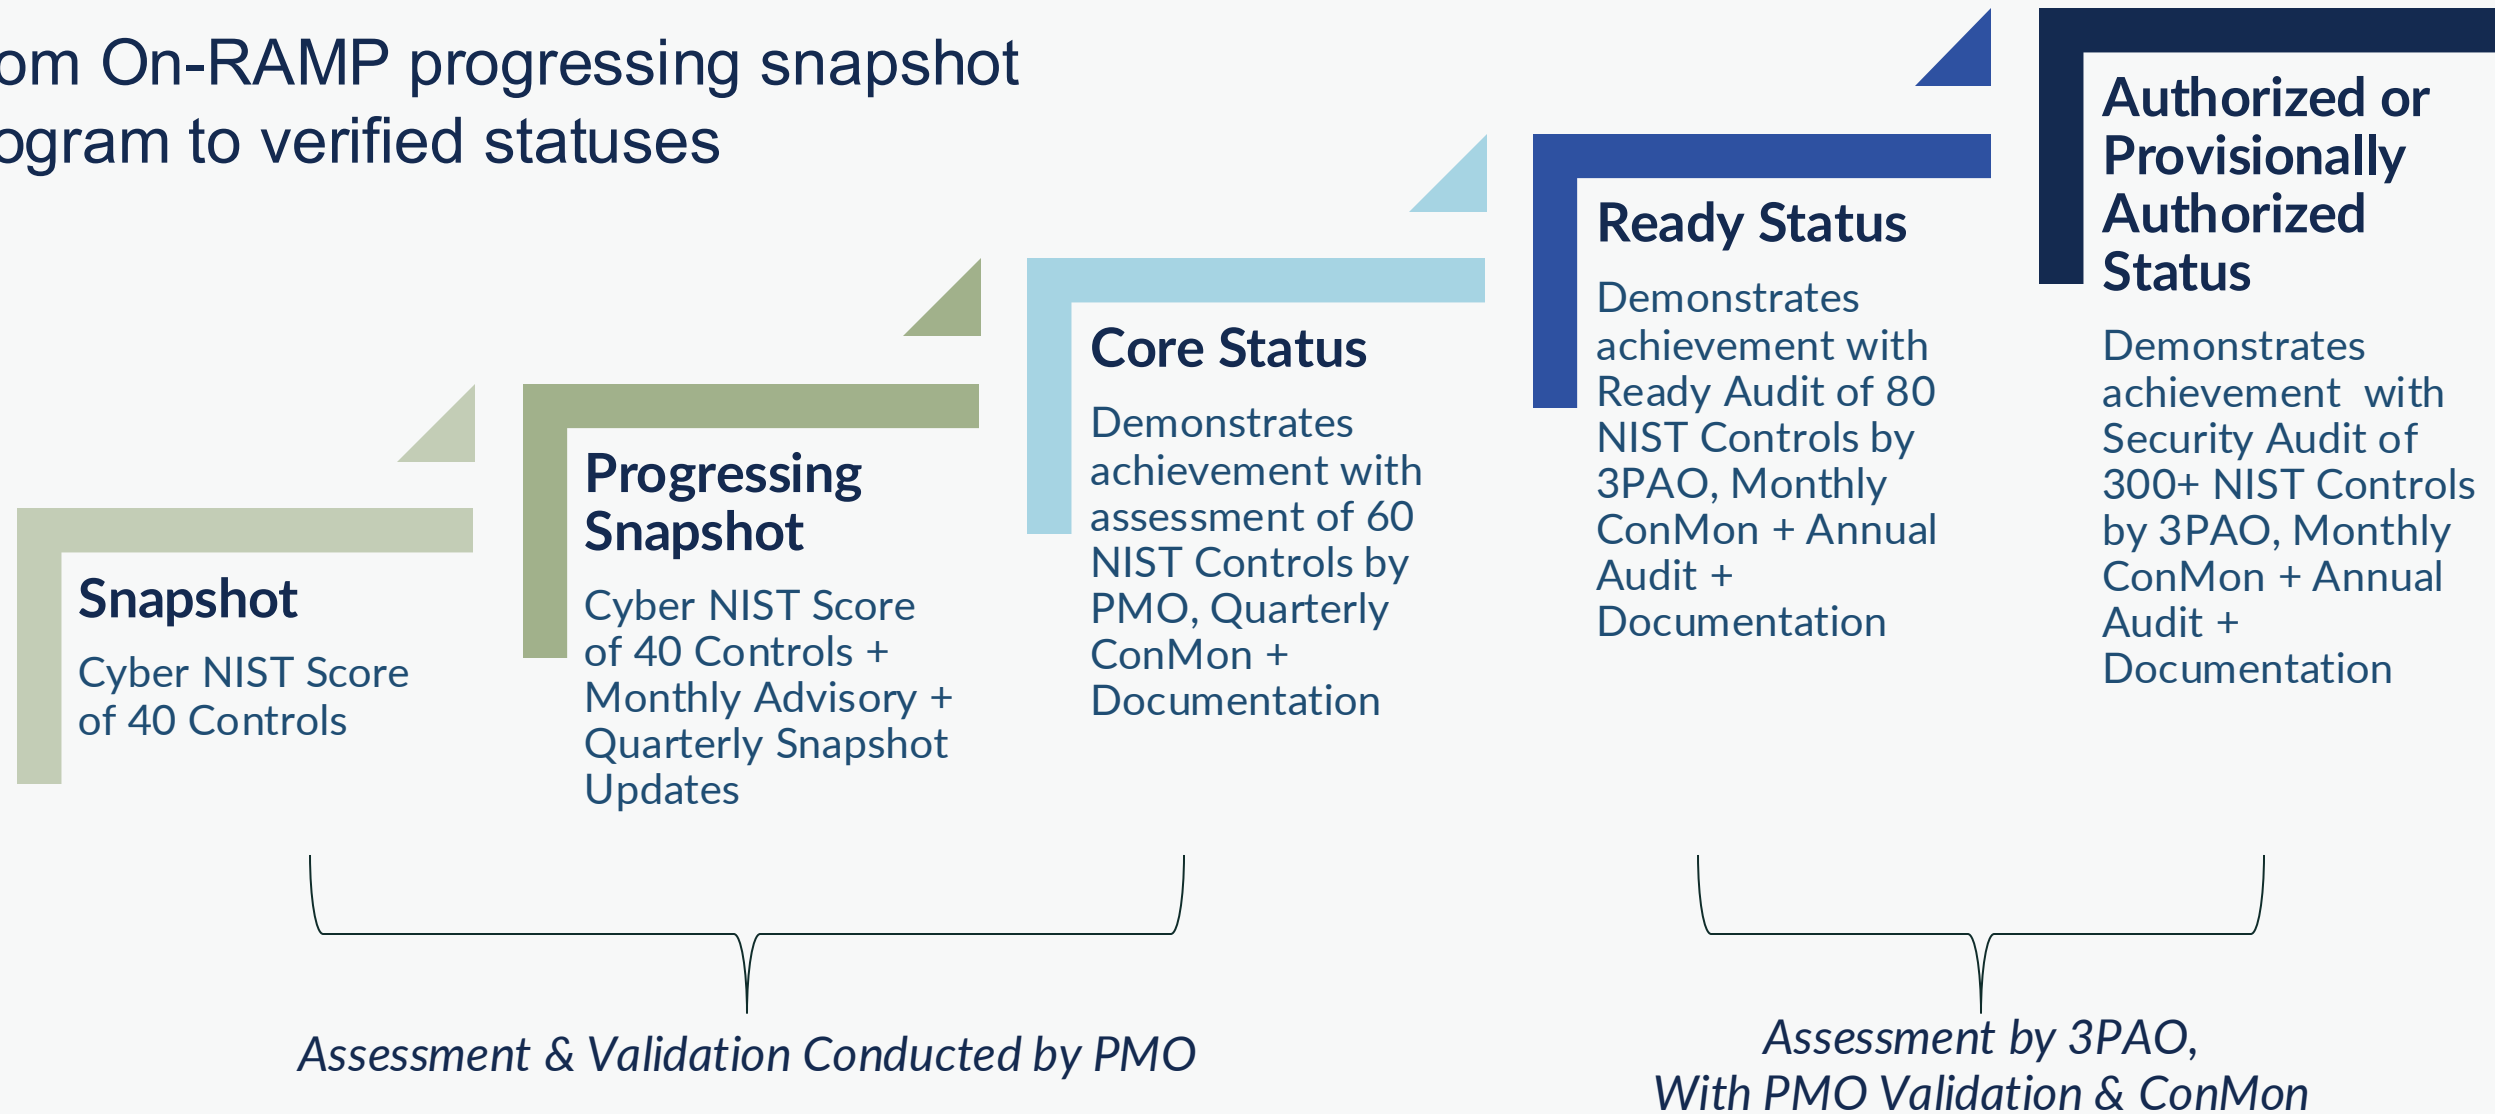 om On-RAMP progressing snapshot
ogram to verified statuses
Snapshot
Cyber NIST Score
of 40 Controls
Progressing
Snapshot
Cyber NIST Score
of 40 Controls +
Monthly Advisory +
Quarterly Snapshot
Updates
Core Status
Demonstrates
achievement with
assessment of 60
NIST Controls by
PMO, Quarterly
ConMon +
Documentation
Ready Status
Demonstrates
achievement with
Ready Audit of 80
NIST Controls by
3PAO, Monthly
ConMon + Annual
Audit +
Documentation
Authorized or
Provisionally
Authorized
Status
Demonstrates
achievement with
Security Audit of
300+ NIST Controls
by 3PAO, Monthly
ConMon + Annual
Audit +
Documentation
Assessment & Validation Conducted by PMO
Assessment by 3PAO,
With PMO Validation & ConMon